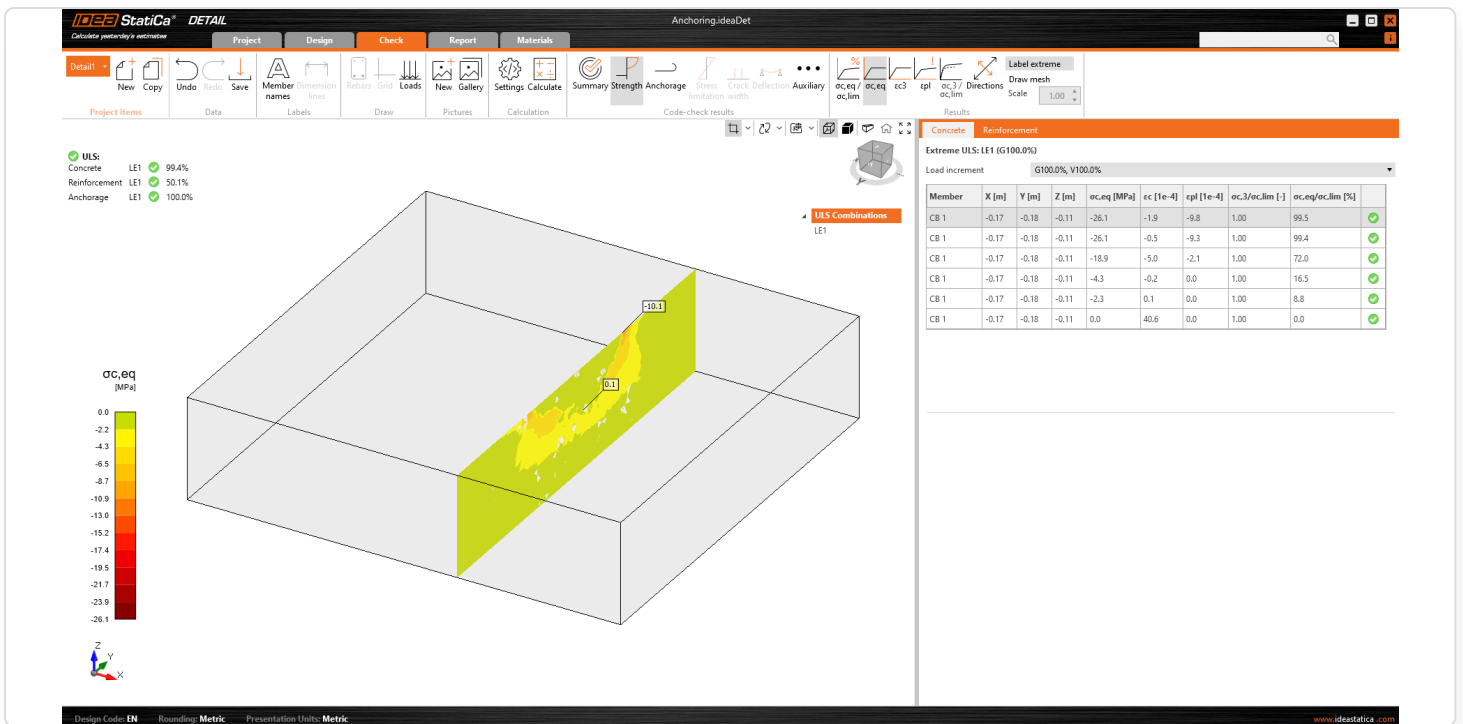 IDEA StatiCa® DETAIL
Calculate yesterday's estimates
Anchoring.ideaDet
Project Design Check Report Materials
Detail1
New Copy
Undo Redo Save
Member names
Dimension lines
Rebars Grid Loads
New Gallery
Settings Calculate
Summary Strength Anchorage
Stress limitation
Crack width
Deflection Auxiliary
σc,eq / σc,lim
σc,eq
εc3
εpl
σc,3 / σc,lim
Directions
Label extreme
Draw mesh
Scale 1.00
Project items Data Labels Draw Pictures Calculation Code-check results Results
ULS:
Concrete LE1 99.4%
Reinforcement LE1 50.1%
Anchorage LE1 100.0%
ULS Combinations
LE1
-10.1
0.1
σc,eq
[MPa]
0.0
-2.2
-4.3
-6.5
-8.7
-10.9
-13.0
-15.2
-17.4
-19.5
-21.7
-23.9
-26.1
Z
Y
X
Concrete Reinforcement
Extreme ULS: LE1 (G100.0%)
Load increment G100.0%, V100.0%
Member X [m] Y [m] Z [m] σc,eq [MPa] εc [1e-4] εpl [1e-4] σc,3/σc,lim [-] σc,eq/σc,lim [%]
CB 1 -0.17 -0.18 -0.11 -26.1 -1.9 -9.8 1.00 99.5
CB 1 -0.17 -0.18 -0.11 -26.1 -0.5 -9.3 1.00 99.4
CB 1 -0.17 -0.18 -0.11 -18.9 -5.0 -2.1 1.00 72.0
CB 1 -0.17 -0.18 -0.11 -4.3 -0.2 0.0 1.00 16.5
CB 1 -0.17 -0.18 -0.11 -2.3 0.1 0.0 1.00 8.8
CB 1 -0.17 -0.18 -0.11 0.0 40.6 0.0 1.00 0.0
Design Code: EN Rounding: Metric Presentation Units: Metric
www.ideastatica.com